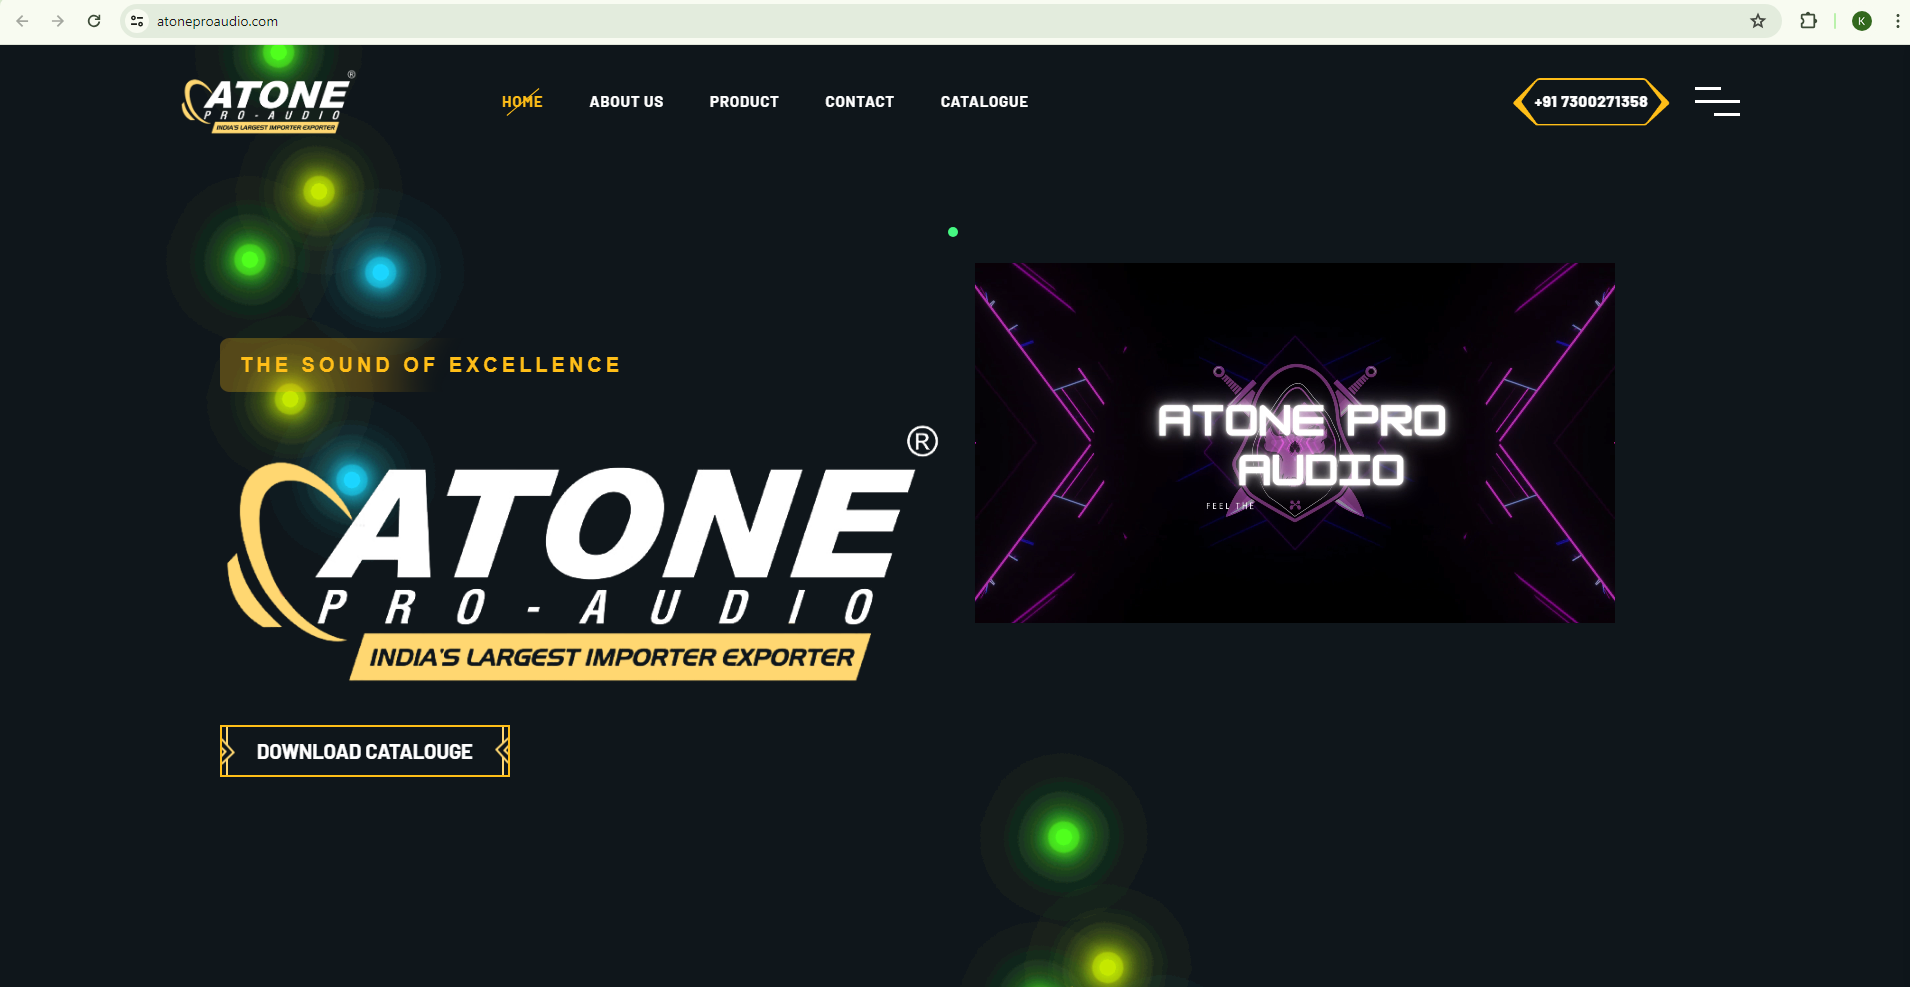 atoneproaudio.com
K
ATONE®
PRO-AUDIO
INDIA'S LARGEST IMPORTER EXPORTER
HOME
ABOUT US
PRODUCT
CONTACT
CATALOGUE
+91 7300271358
THE SOUND OF EXCELLENCE
ATONE®
PRO-AUDIO
INDIA'S LARGEST IMPORTER EXPORTER
DOWNLOAD CATALOUGE
ATONE PRO
AUDIO
FEEL THE